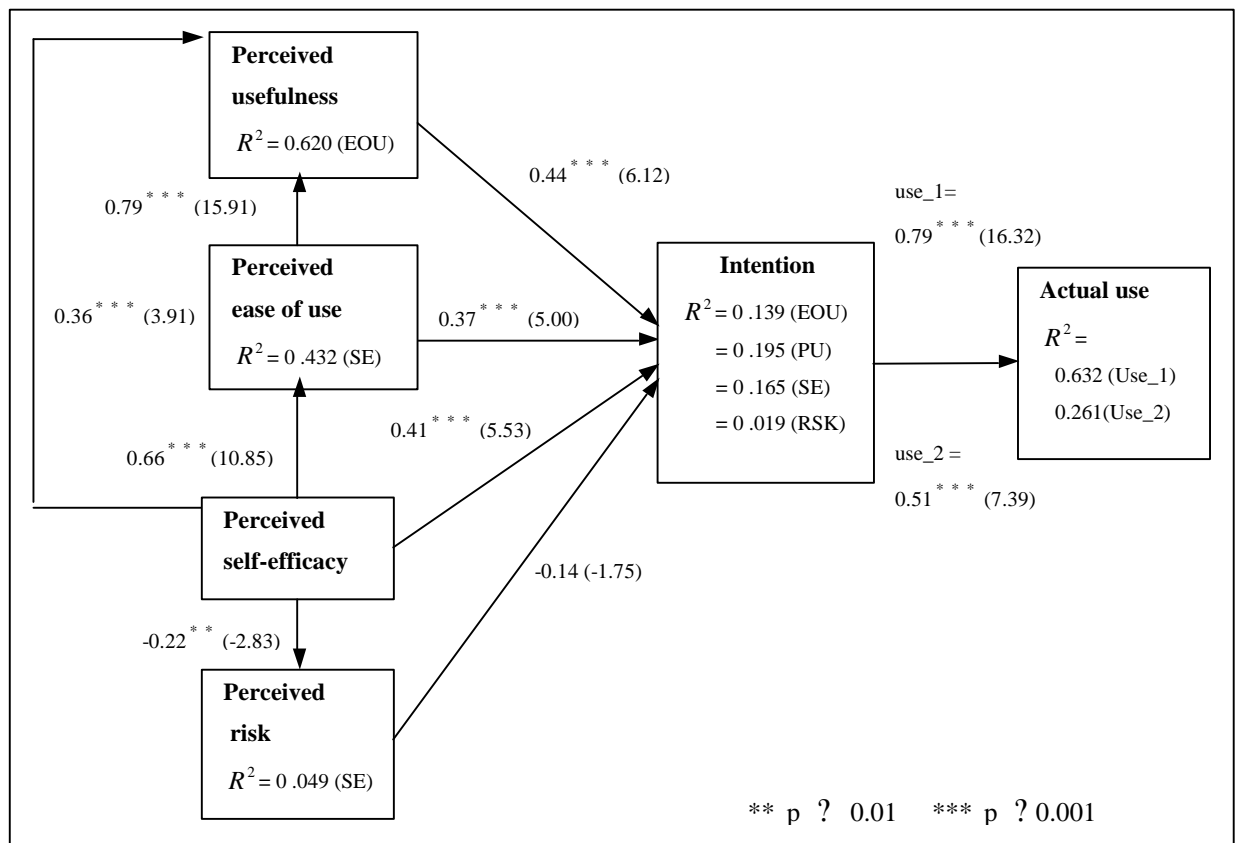 Perceived
usefulness
R² = 0.620 (EOU)
0.44*** (6.12)
use_1=
0.79*** (16.32)
0.79*** (15.91)
Perceived
ease of use
R² = 0 .432 (SE)
0.36*** (3.91)
0.37*** (5.00)
Intention
R² = 0 .139 (EOU)
= 0 .195 (PU)
= 0 .165 (SE)
= 0 .019 (RSK)
Actual use
R² =
0.632 (Use_1)
0.261(Use_2)
0.66*** (10.85)
0.41*** (5.53)
use_2 =
0.51*** (7.39)
Perceived
self-efficacy
-0.14 (-1.75)
-0.22** (-2.83)
Perceived
risk
R² = 0 .049 (SE)
** p ? 0.01 *** p ? 0.001